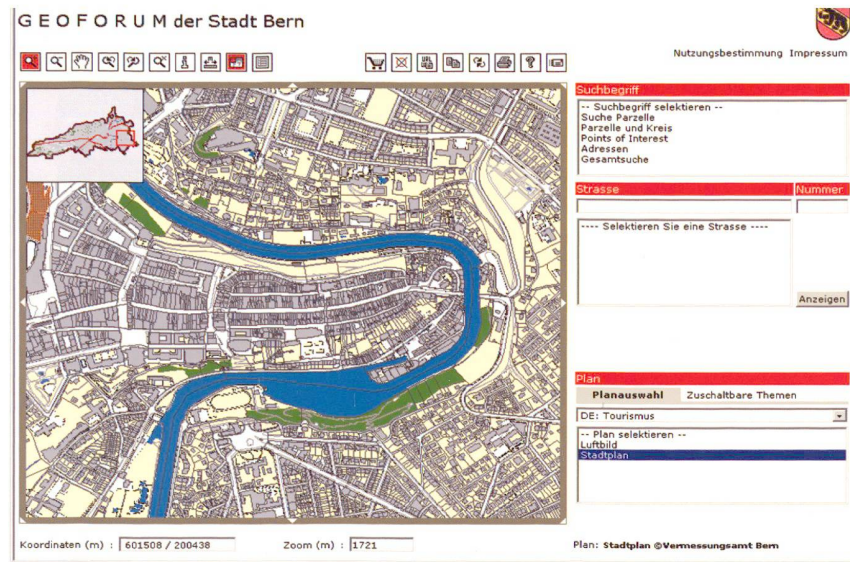 GEOFORUM der Stadt Bern
Nutzungsbestimmung Impressum
Suchbegriff
-- Suchbegriff selektieren --
Suche Parzelle
Parzelle und Kreis
Points of Interest
Adressen
Gesamtsuche
Strasse Nummer
---- Selektieren Sie eine Strasse ----
Anzeigen
Plan
Planauswahl Zuschaltbare Themen
DE: Tourismus
-- Plan selektieren --
Luftbild
Stadtplan
Koordinaten (m) : 601508 / 200438 Zoom (m) : 1721 Plan: Stadtplan ©Vermessungsamt Bern